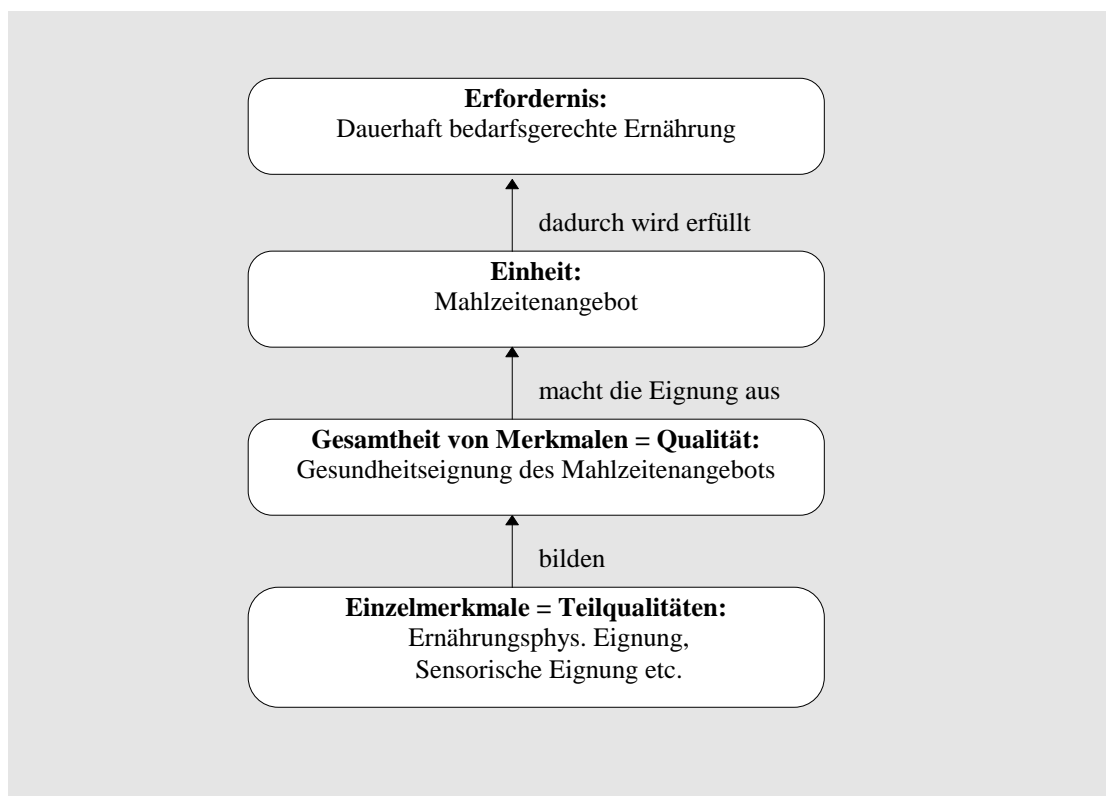 Erfordernis:
Dauerhaft bedarfsgerechte Ernährung
dadurch wird erfüllt
Einheit:
Mahlzeitenangebot
macht die Eignung aus
Gesamtheit von Merkmalen = Qualität:
Gesundheitseignung des Mahlzeitenangebots
bilden
Einzelmerkmale = Teilqualitäten:
Ernährungsphys. Eignung,
Sensorische Eignung etc.